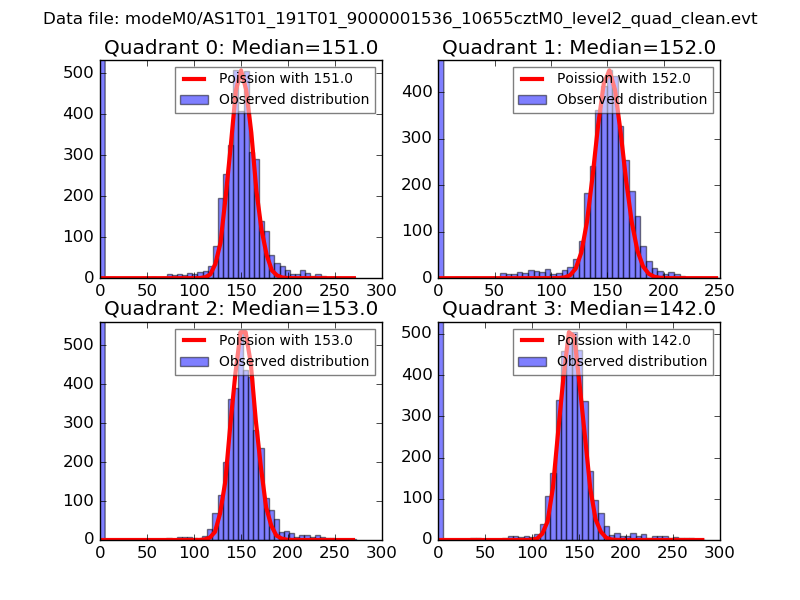 Data file: modeM0/AS1T01_191T01_9000001536_10655cztM0_level2_quad_clean.evt
Quadrant 0: Median=151.0
Poission with 151.0
Observed distribution
500
400
300
200
100
0
0 50 100 150 200 250 300
Quadrant 1: Median=152.0
Poission with 152.0
Observed distribution
400
300
200
100
0
0 50 100 150 200 250
Quadrant 2: Median=153.0
Poission with 153.0
Observed distribution
500
400
300
200
100
0
0 50 100 150 200 250 300
Quadrant 3: Median=142.0
Poission with 142.0
Observed distribution
500
400
300
200
100
0
0 50 100 150 200 250 300